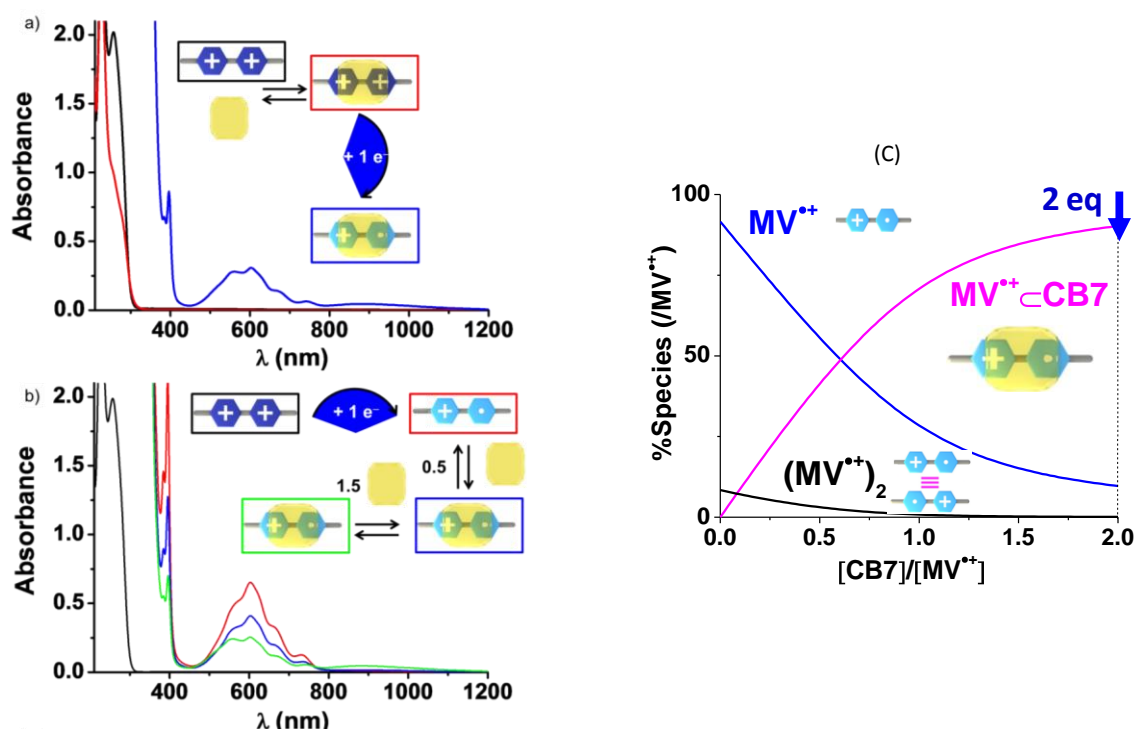 a)
2.0
1.5
1.0
0.5
0.0
Absorbance
+ +
+ +
+ 1 e⁻
+ •
400 600 800 1000 1200
λ (nm)
b)
2.0
1.5
1.0
0.5
0.0
Absorbance
+ +
+ 1 e⁻
+ •
0.5
1.5
+ •
+ •
400 600 800 1000 1200
λ (nm)
(C)
100
50
0
%Species (/MV•+)
MV•+
+ •
2 eq
MV•+⊂CB7
+ •
(MV•+)₂
+ •
≡
• +
0.0 0.5 1.0 1.5 2.0
[CB7]/[MV•+]